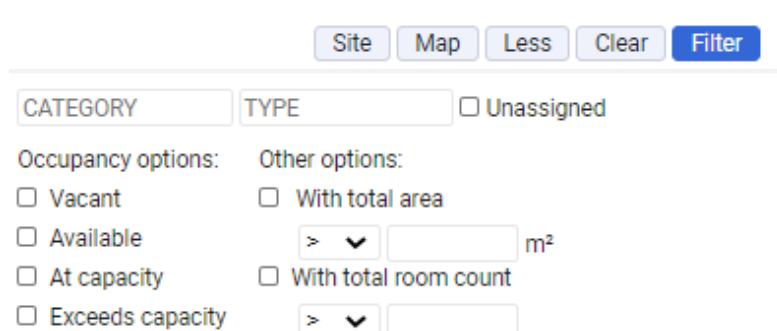 Site Map Less Clear Filter
CATEGORY TYPE Unassigned
Occupancy options: Other options:
Vacant With total area
Available > m²
At capacity With total room count
Exceeds capacity >